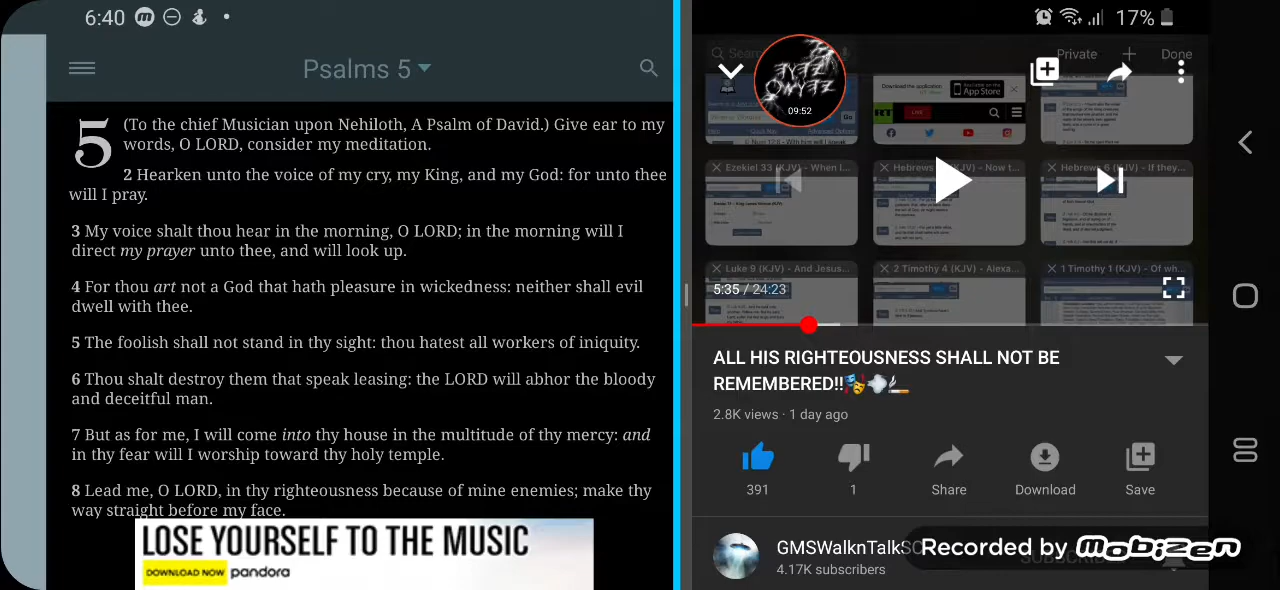 6:40
17%
Psalms 5
5 (To the chief Musician upon Nehiloth, A Psalm of David.) Give ear to my
words, O LORD, consider my meditation.
2 Hearken unto the voice of my cry, my King, and my God: for unto thee
will I pray.
3 My voice shalt thou hear in the morning, O LORD; in the morning will I
direct my prayer unto thee, and will look up.
4 For thou art not a God that hath pleasure in wickedness: neither shall evil
dwell with thee.
5 The foolish shall not stand in thy sight: thou hatest all workers of iniquity.
6 Thou shalt destroy them that speak leasing: the LORD will abhor the bloody
and deceitful man.
7 But as for me, I will come into thy house in the multitude of thy mercy: and
in thy fear will I worship toward thy holy temple.
8 Lead me, O LORD, in thy righteousness because of mine enemies; make thy
way straight before my face.
LOSE YOURSELF TO THE MUSIC
DOWNLOAD NOW pandora
Private
Done
09:52
Download the application
App Store
RT
LIVE
Go
Ezekiel 33 (KJV)
Hebrews
(KJV) - Now t...
Hebrews 6 (KJV) - If they...
Luke 9 (KJV) - And Jesus...
2 Timothy 4 (KJV) - Alexa...
1 Timothy 1 (KJV) - Of wh...
5:35 / 24:23
ALL HIS RIGHTEOUSNESS SHALL NOT BE
REMEMBERED!!🎭💨🚬
2.8K views · 1 day ago
391
1
Share
Download
Save
GMSWalknTalkSC
4.17K subscribers
Recorded by mobizen